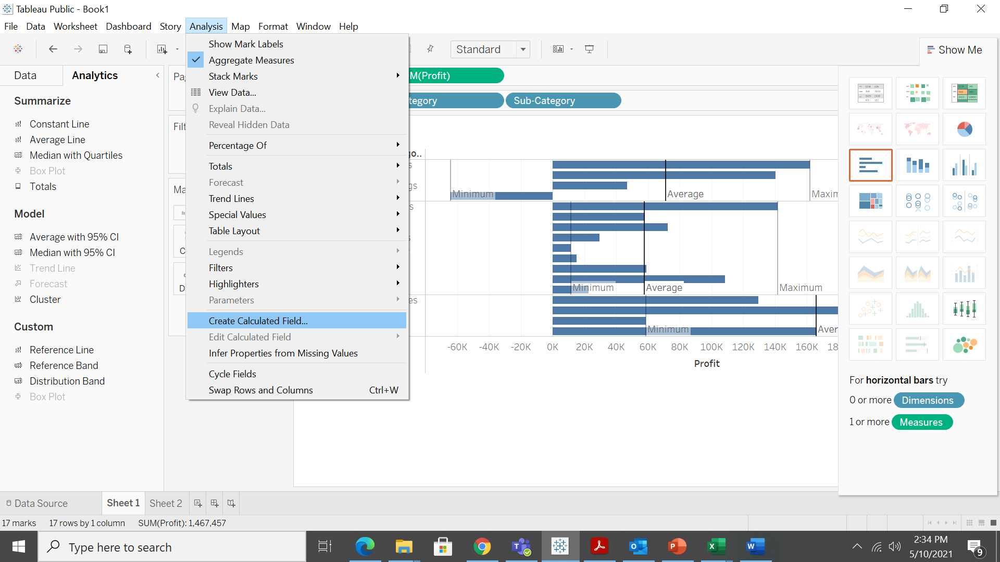 Tableau Public - Book1
File Data Worksheet Dashboard Story Analysis Map Format Window Help
Standard
Show Me
Data Analytics
Summarize
Constant Line
Average Line
Median with Quartiles
Box Plot
Totals
Model
Average with 95% CI
Median with 95% CI
Trend Line
Forecast
Cluster
Custom
Reference Line
Reference Band
Distribution Band
Box Plot
Pag
Filt
Ma
C
D
Show Mark Labels
Aggregate Measures
Stack Marks
View Data...
Explain Data...
Reveal Hidden Data
Percentage Of
Totals
Forecast
Trend Lines
Special Values
Table Layout
Legends
Filters
Highlighters
Parameters
Create Calculated Field...
Edit Calculated Field
Infer Properties from Missing Values
Cycle Fields
Swap Rows and Columns Ctrl+W
M(Profit)
tegory Sub-Category
go..
s
gs
Minimum Average Maxim
s
Minimum Average Maximum
es
Minimum Aver
-60K -40K -20K 0K 20K 40K 60K 80K 100K 120K 140K 160K 18
Profit
For horizontal bars try
0 or more Dimensions
1 or more Measures
Data Source Sheet 1 Sheet 2
17 marks 17 rows by 1 column SUM(Profit): 1,467,457
Type here to search
2:34 PM
5/10/2021
9